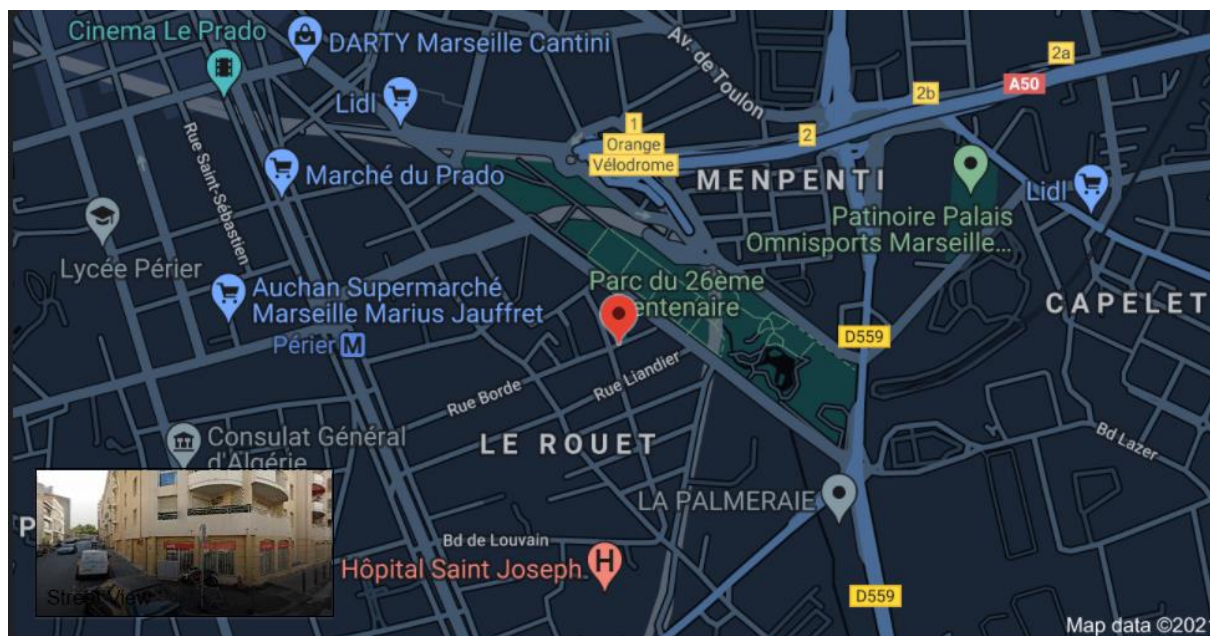 Cinema Le Prado
DARTY Marseille Cantini
Av. de Toulon
2a
A50
2b
Lidl
1
Orange
Vélodrome
2
Rue Saint-Sébastien
Marché du Prado
MENPENTI
Lidl
Patinoire Palais
Omnisports Marseille...
Lycée Périer
Auchan Supermarché
Marseille Marius Jauffret
Périer M
Parc du 26ème
entenaire
CAPELET
D559
Rue Borde
Rue Liandier
Consulat Général
d'Algérie
LE ROUET
Bd Lazer
LA PALMERAIE
P
Bd de Louvain
Hôpital Saint Joseph
H
Street View
D559
Map data ©2021